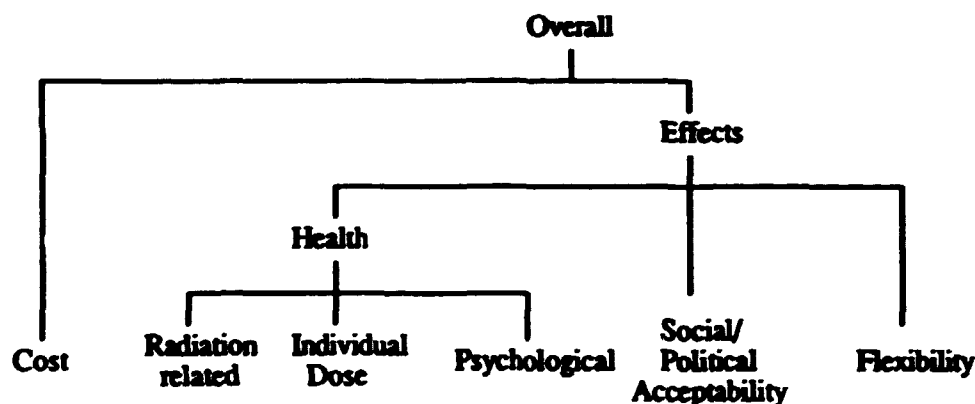 Overall
Effects
Health
Cost
Radiation
related
Individual
Dose
Psychological
Social/
Political
Acceptability
Flexibility